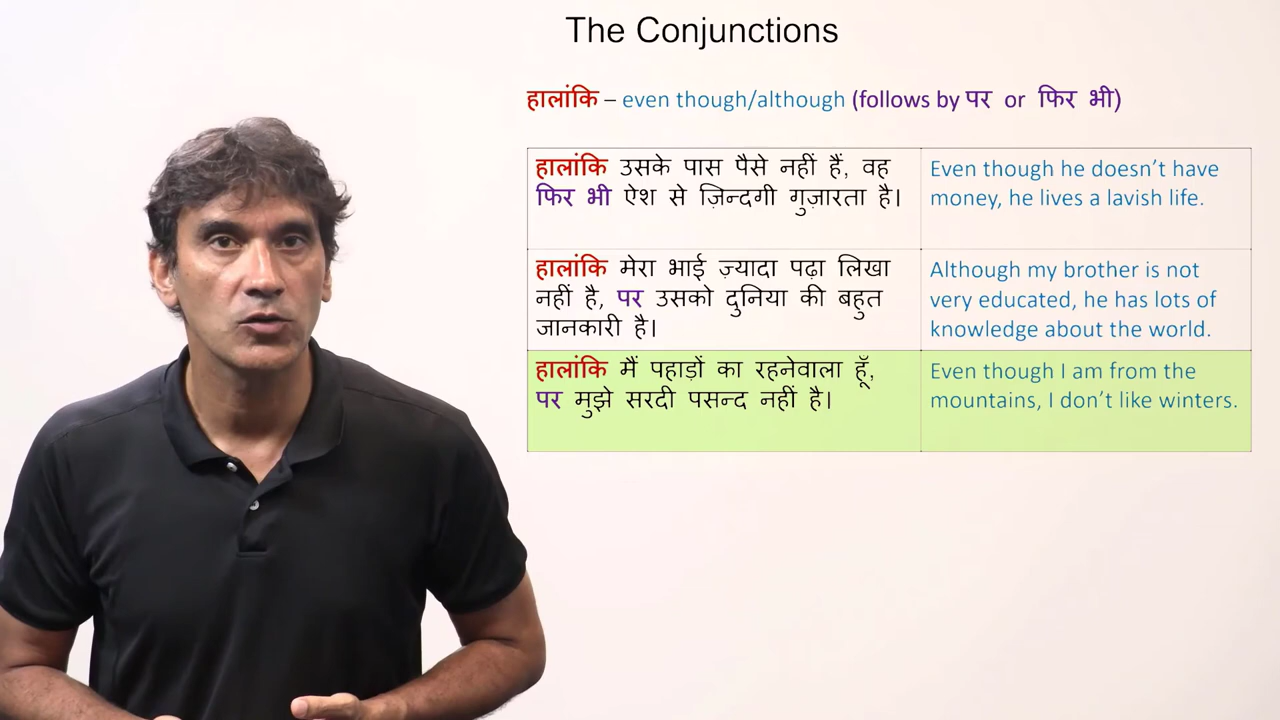 The Conjunctions
हालांकि – even though/although (follows by पर or फिर भी)
हालांकि उसके पास पैसे नहीं हैं, वह
फिर भी ऐश से ज़िन्दगी गुज़ारता है।
Even though he doesn't have
money, he lives a lavish life.
हालांकि मेरा भाई ज़्यादा पढ़ा लिखा
नहीं है, पर उसको दुनिया की बहुत
जानकारी है।
Although my brother is not
very educated, he has lots of
knowledge about the world.
हालांकि मैं पहाड़ों का रहनेवाला हूँ,
पर मुझे सरदी पसन्द नहीं है।
Even though I am from the
mountains, I don't like winters.